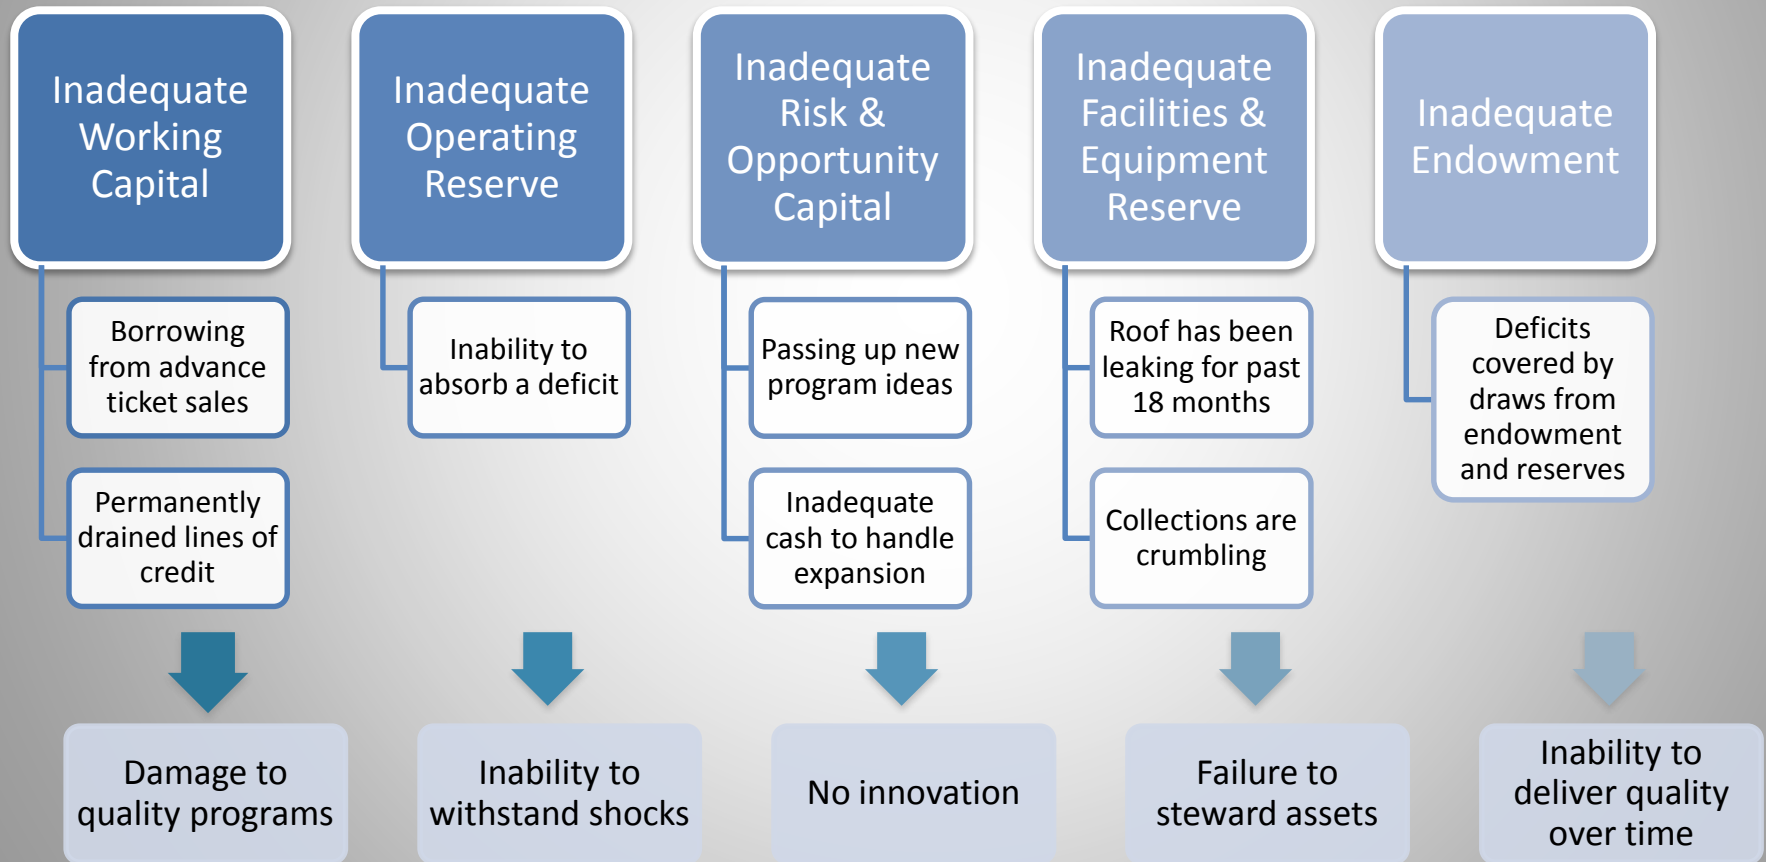 Inadequate
Working
Capital
Inadequate
Operating
Reserve
Inadequate
Risk &
Opportunity
Capital
Inadequate
Facilities &
Equipment
Reserve
Inadequate
Endowment
Borrowing
from advance
ticket sales
Permanently
drained lines of
credit
Inability to
absorb a deficit
Passing up new
program ideas
Inadequate
cash to handle
expansion
Roof has been
leaking for past
18 months
Collections are
crumbling
Deficits
covered by
draws from
endowment
and reserves
Damage to
quality programs
Inability to
withstand shocks
No innovation
Failure to
steward assets
Inability to
deliver quality
over time